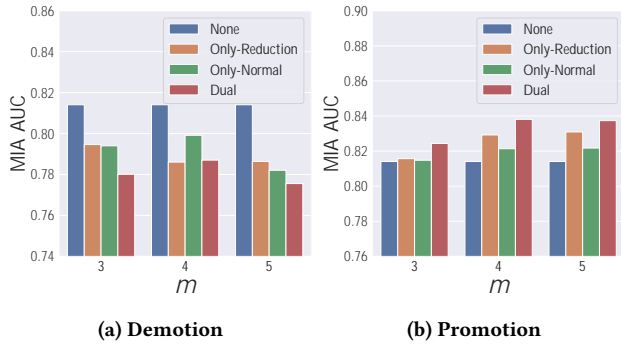 0.86
0.84
0.82
0.80
0.78
0.76
0.74
MIA AUC
None
Only-Reduction
Only-Normal
Dual
3 4 5
m
(a) Demotion
0.90
0.88
0.86
0.84
0.82
0.80
0.78
0.76
MIA AUC
None
Only-Reduction
Only-Normal
Dual
3 4 5
m
(b) Promotion